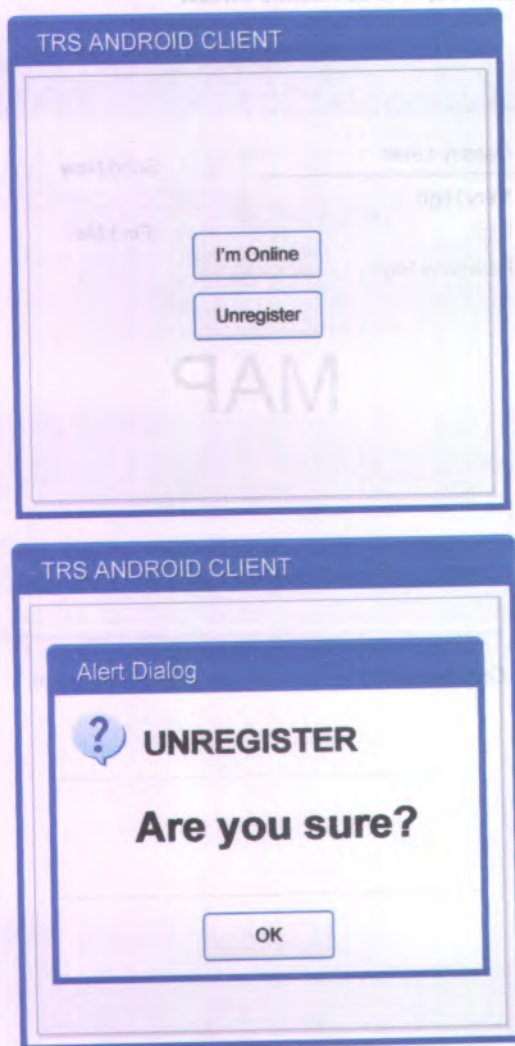 TRS ANDROID CLIENT
I'm Online
Unregister
MAP
TRS ANDROID CLIENT
Alert Dialog
UNREGISTER
Are you sure?
OK